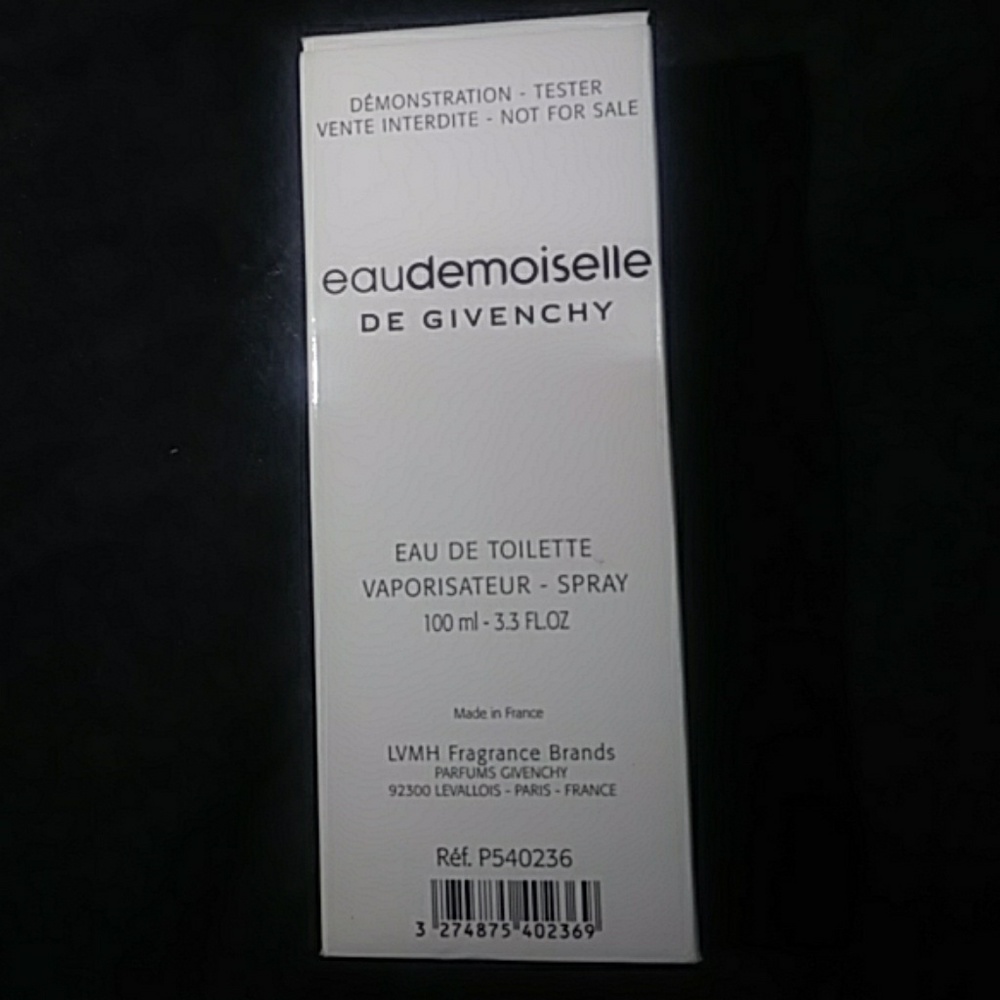 DÉMONSTRATION - TESTER
VENTE INTERDITE - NOT FOR SALE
eaudemoiselle
DE GIVENCHY
EAU DE TOILETTE
VAPORISATEUR - SPRAY
100 ml - 3.3 FL.OZ
Made in France
LVMH Fragrance Brands
PARFUMS GIVENCHY
92300 LEVALLOIS - PARIS - FRANCE
Réf. P540236
3 274875 402369